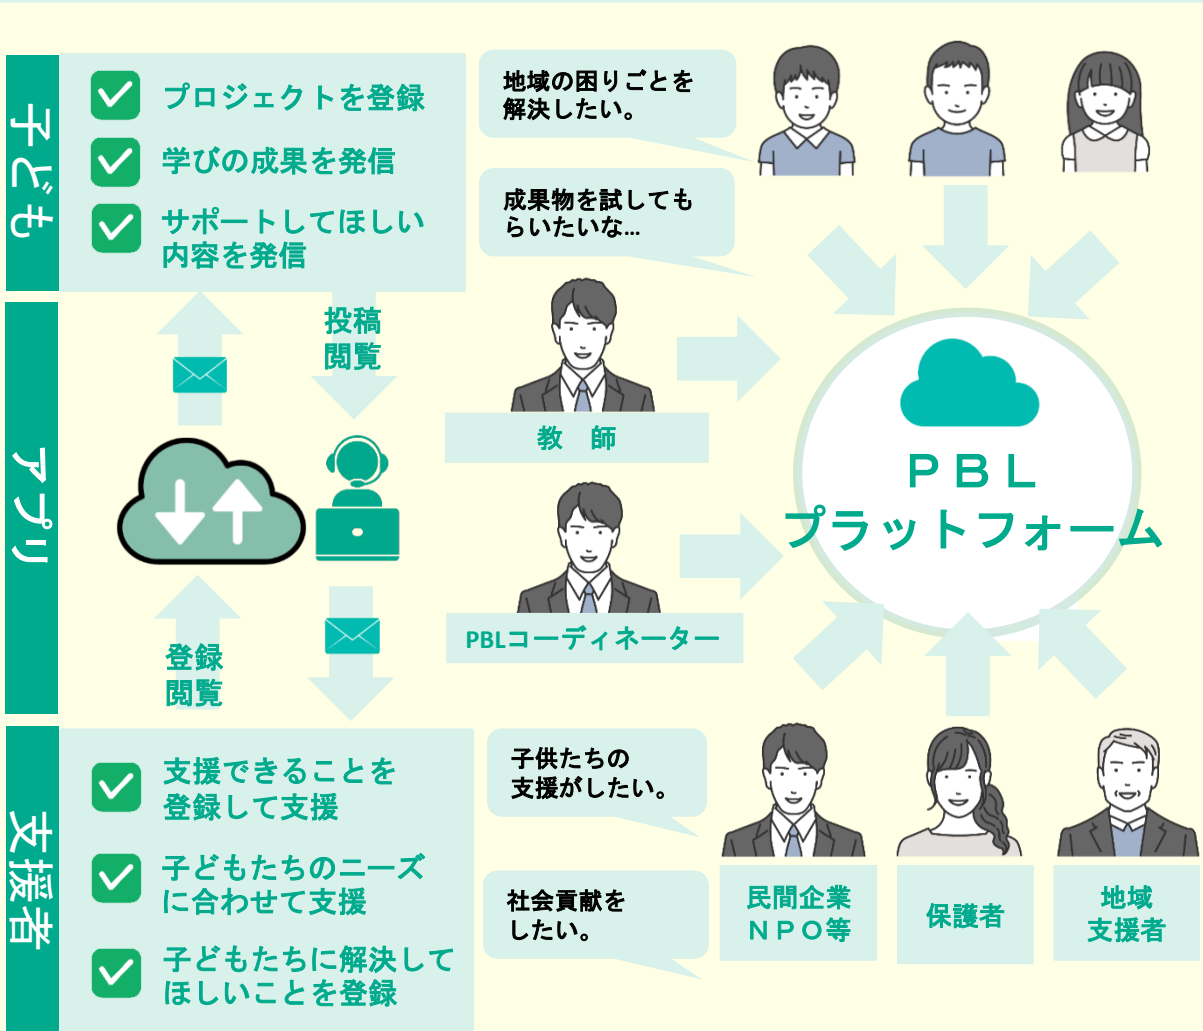 子ども
プロジェクトを登録
学びの成果を発信
サポートしてほしい
内容を発信
地域の困りごとを
解決したい。
成果物を試しても
らいたいな...
アプリ
投稿
閲覧
登録
閲覧
教　師
PBLコーディネーター
ＰＢＬ
プラットフォーム
支援者
支援できることを
登録して支援
子どもたちのニーズ
に合わせて支援
子どもたちに解決して
ほしいことを登録
子供たちの
支援がしたい。
社会貢献を
したい。
民間企業
ＮＰＯ等
保護者
地域
支援者